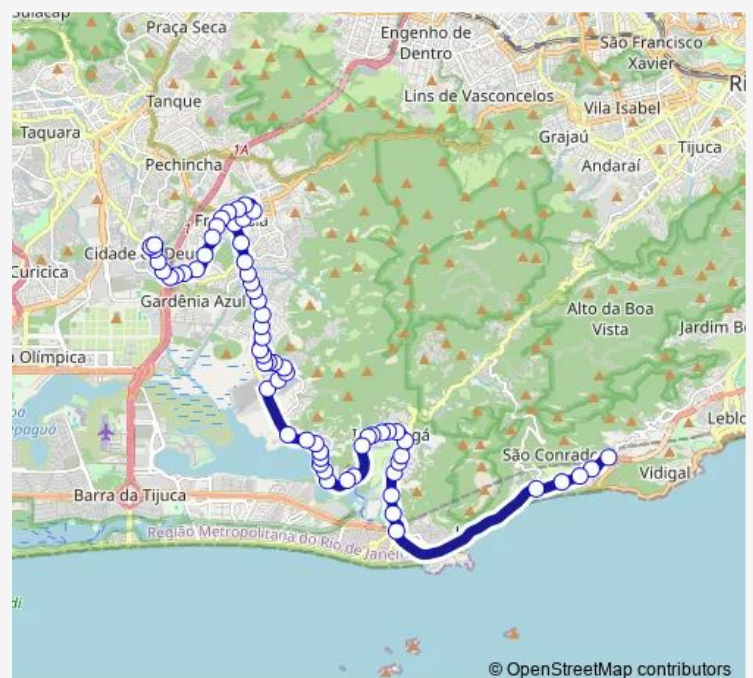 Praça Seca
Engenho de
Dentro
São Francisco
Xavier
Tanque
Lins de Vasconcelos
Vila Isabel
Taquara
1A
Grajaú
Tijuca
Pechincha
Andaraí
Cidade
Curicica
Gardênia Azul
Alto da Boa
Vista
Olímpica
São Conrado
Vidigal
Barra da Tijuca
Região Metropolitana do Rio de Janeiro
© OpenStreetMap contributors